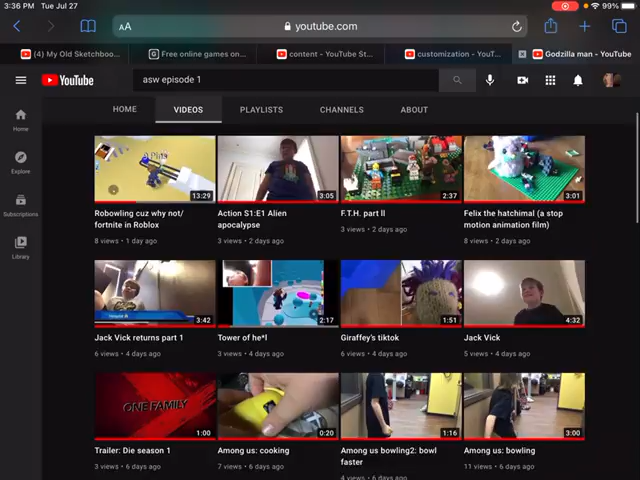 3:36 PM Tue Jul 27
99%
AA
youtube.com
(4) My Old Sketchboo...
Free online games on...
content - YouTube St...
customization - YouT...
Godzilla man - YouTube
YouTube
asw episode 1
HOME
VIDEOS
PLAYLISTS
CHANNELS
ABOUT
Home
Explore
Subscriptions
Library
13:29
3:05
2:37
3:01
Robowling cuz why not/
fortnite in Roblox
8 views • 1 day ago
Action S1:E1 Alien
apocalypse
3 views • 2 days ago
F.T.H. part ll
3 views • 2 days ago
Felix the hatchimal (a stop
motion animation film)
8 views • 2 days ago
3:42
2:17
1:51
4:32
Jack Vick returns part 1
6 views • 4 days ago
Tower of he*l
3 views • 4 days ago
Giraffey's tiktok
6 views • 4 days ago
Jack Vick
5 views • 4 days ago
ONE FAMILY
1:00
0:20
1:16
3:00
Trailer: Die season 1
3 views • 6 days ago
Among us: cooking
7 views • 6 days ago
Among us bowling2: bowl
faster
4 views • 6 days ago
Among us: bowling
11 views • 6 days ago